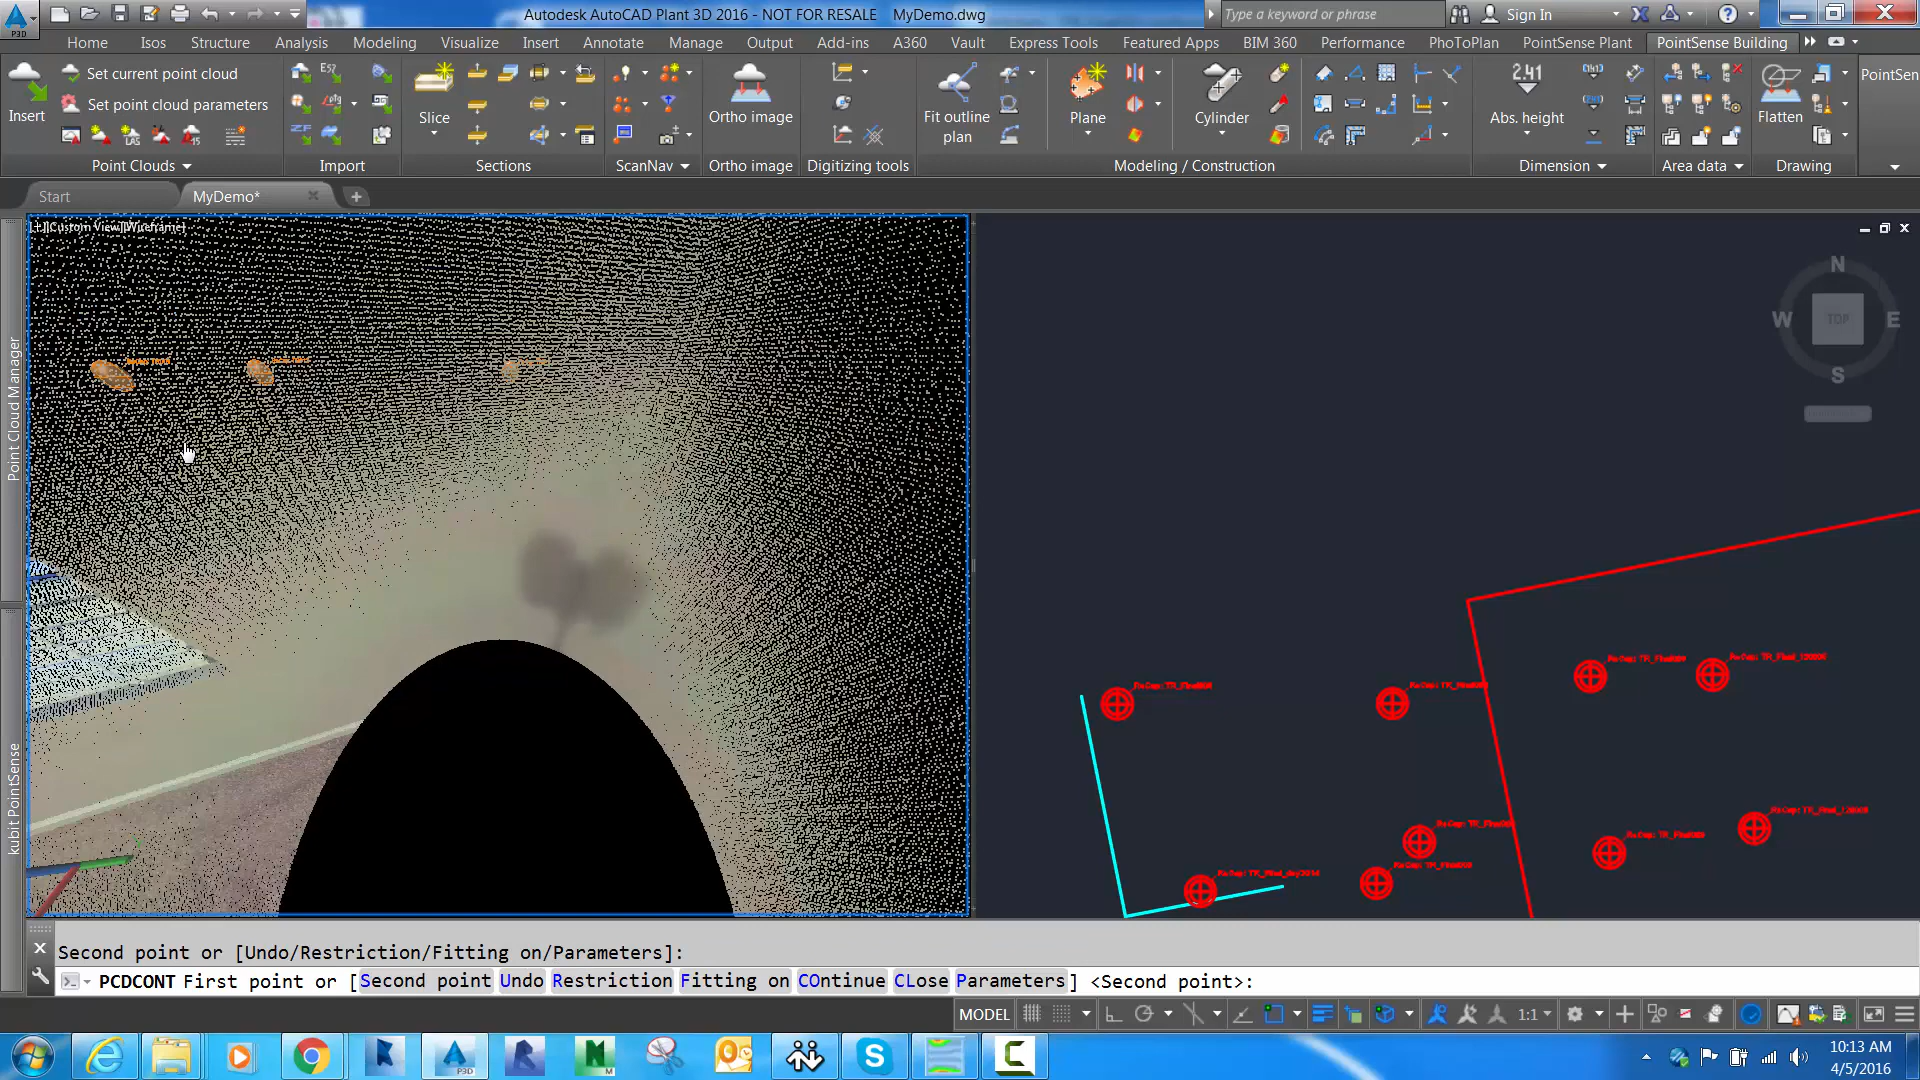 Autodesk AutoCAD Plant 3D 2016 - NOT FOR RESALE MyDemo.dwg
Type a keyword or phrase
Sign In
P3D
Home Isos Structure Analysis Modeling Visualize Insert Annotate Manage Output Add-ins A360 Vault Express Tools Featured Apps BIM 360 Performance PhoToPlan PointSense Plant PointSense Building
Insert
Set current point cloud
Set point cloud parameters
Slice
Ortho image
Fit outline plan
Plane
Cylinder
2.41
Abs. height
Flatten
PointSen
Point Clouds
Import
Sections
ScanNav
Ortho image
Digitizing tools
Modeling / Construction
Dimension
Area data
Drawing
Start
MyDemo*
[+][Custom View][Wireframe]
Point Cloud Manager
kubit PointSense
N
W
TOP
E
S
Second point or [Undo/Restriction/Fitting on/Parameters]:
PCDCONT First point or [Second point Undo Restriction Fitting on COntinue CLose Parameters] <Second point>:
MODEL
1:1
P3D
10:13 AM
4/5/2016